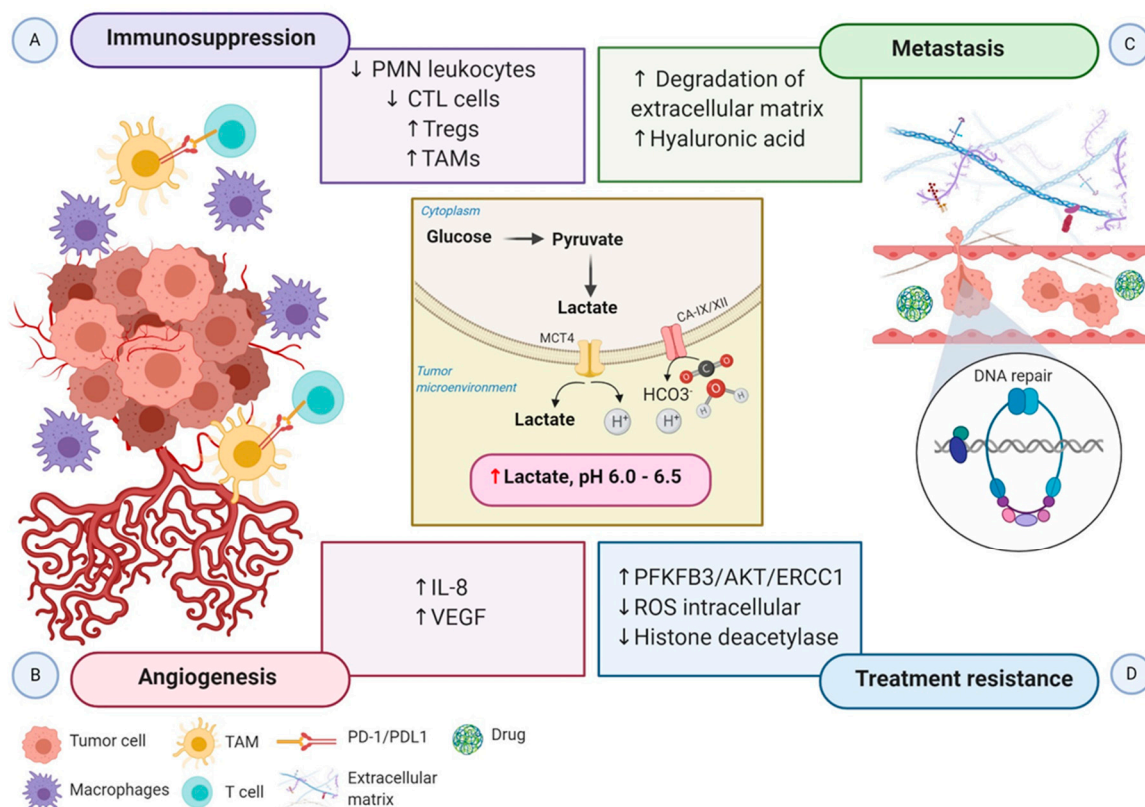 A
Immunosuppression
↓ PMN leukocytes
↓ CTL cells
↑Tregs
↑TAMs
Metastasis
C
↑ Degradation of
extracellular matrix
↑Hyaluronic acid
Cytoplasm
Glucose
Pyruvate
Lactate
MCT4
CA-IX/XII
Tumor
microenvironment
Lactate
H+
HCO3-
H+
O
C
O
O
H
H
↑Lactate, pH 6.0 - 6.5
DNA repair
↑IL-8
↑VEGF
↑PFKFB3/AKT/ERCC1
↓ROS intracellular
↓Histone deacetylase
B
Angiogenesis
Treatment resistance
D
Tumor cell
TAM
PD-1/PDL1
Drug
Macrophages
T cell
Extracellular
matrix